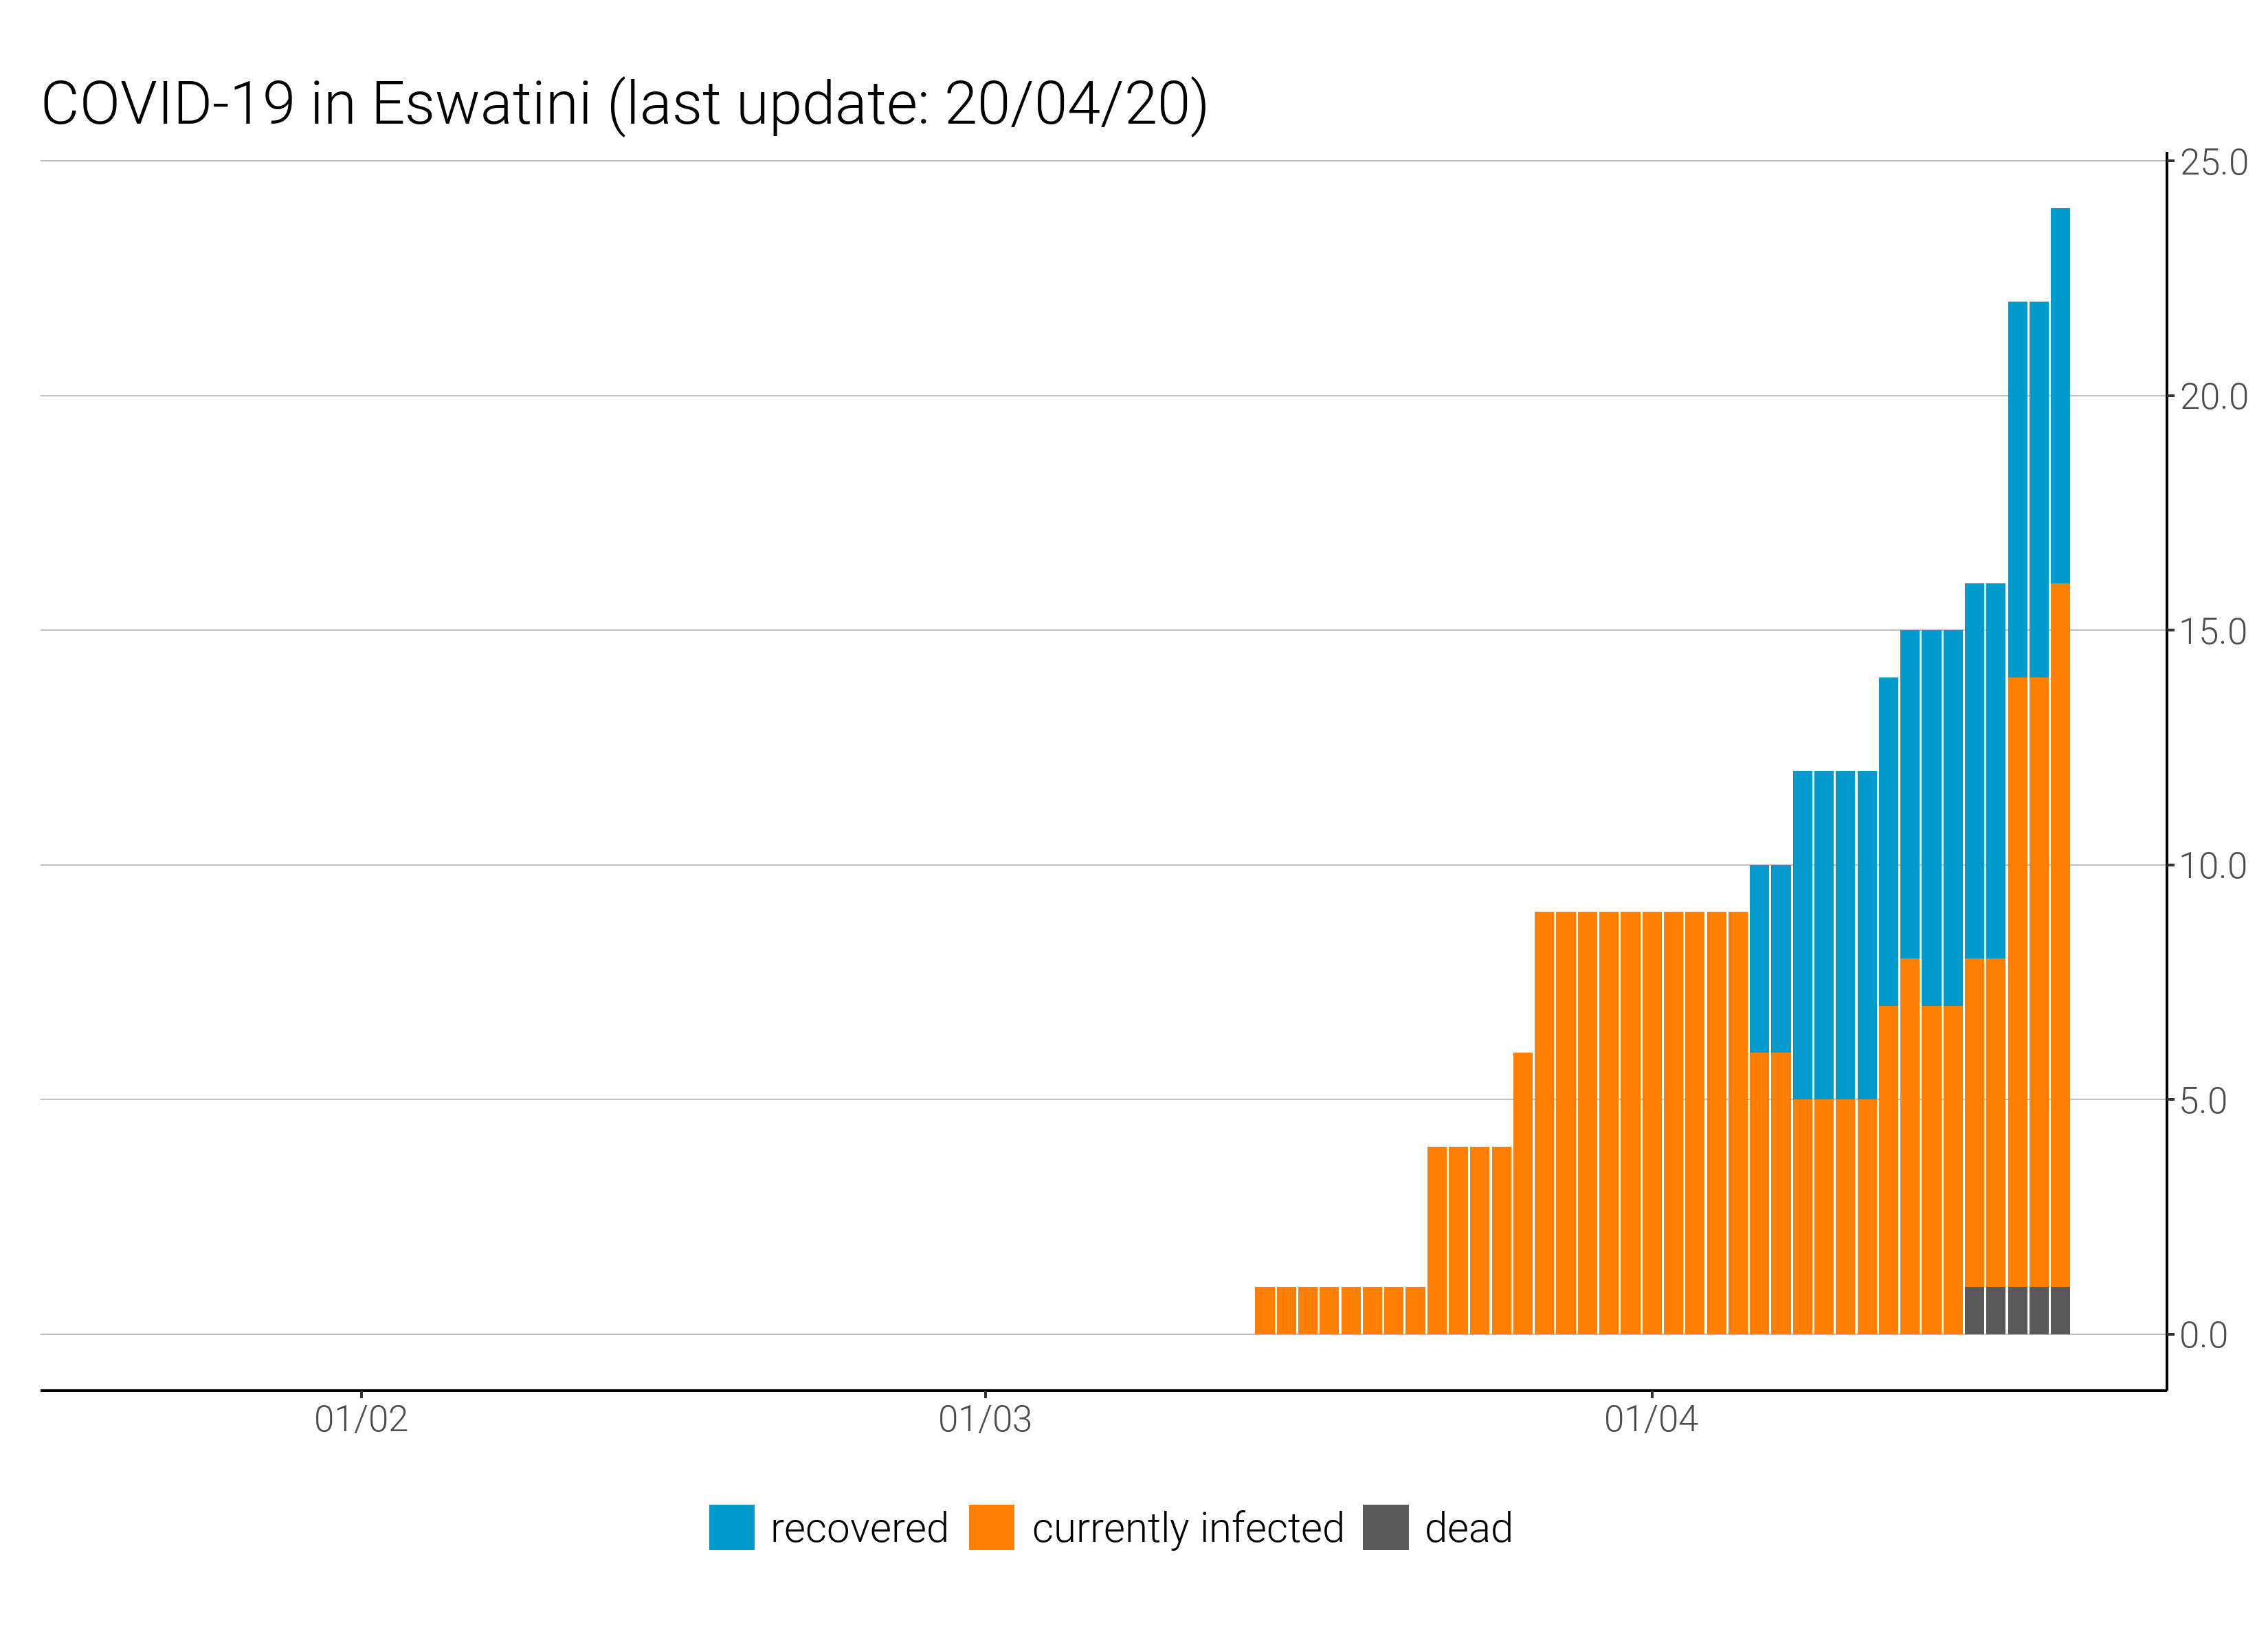 COVID-19 in Eswatini (last update: 20/04/20)
25.0
20.0
15.0
10.0
5.0
0.0
01/02 01/03 01/04
recovered currently infected dead